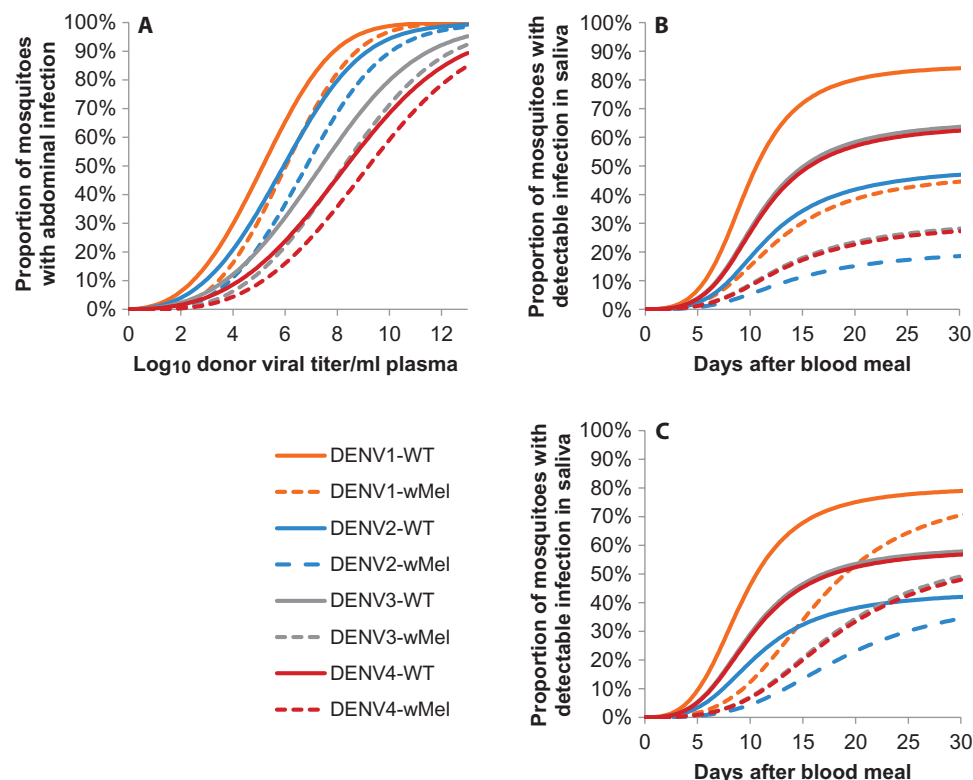 A
Proportion of mosquitoes
with abdominal infection
100%
90%
80%
70%
60%
50%
40%
30%
20%
10%
0%
0 2 4 6 8 10 12
Log10 donor viral titer/ml plasma
B
Proportion of mosquitoes with
detectable infection in saliva
100%
90%
80%
70%
60%
50%
40%
30%
20%
10%
0%
0 5 10 15 20 25 30
Days after blood meal
DENV1-WT
DENV1-wMel
DENV2-WT
DENV2-wMel
DENV3-WT
DENV3-wMel
DENV4-WT
DENV4-wMel
C
Proportion of mosquitoes with
detectable infection in saliva
100%
90%
80%
70%
60%
50%
40%
30%
20%
10%
0%
0 5 10 15 20 25 30
Days after blood meal